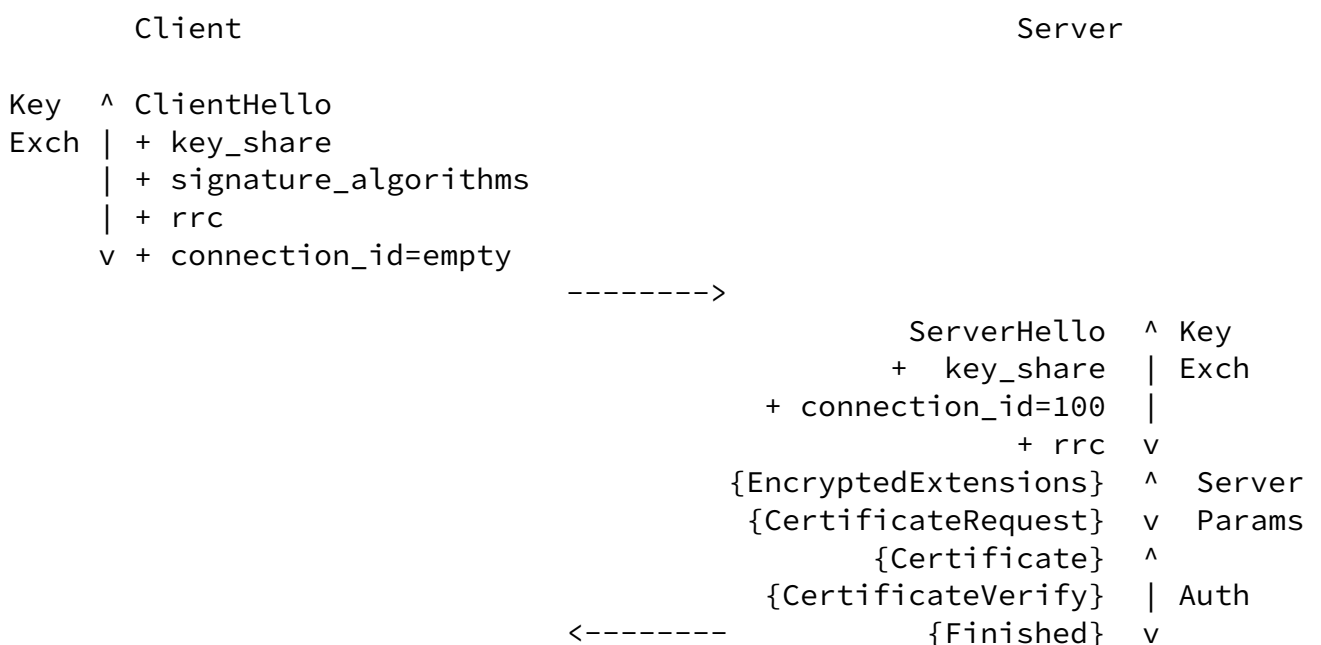 Client                                           Server

Key  ^ ClientHello
Exch | + key_share
     | + signature_algorithms
     | + rrc
     v + connection_id=empty
                               -------->
                                                  ServerHello  ^ Key
                                                 +  key_share  | Exch
                                          + connection_id=100  |
                                                        + rrc  v
                                        {EncryptedExtensions}  ^  Server
                                         {CertificateRequest}  v  Params
                                                {Certificate}  ^
                                          {CertificateVerify}  | Auth
                               <--------           {Finished}  v